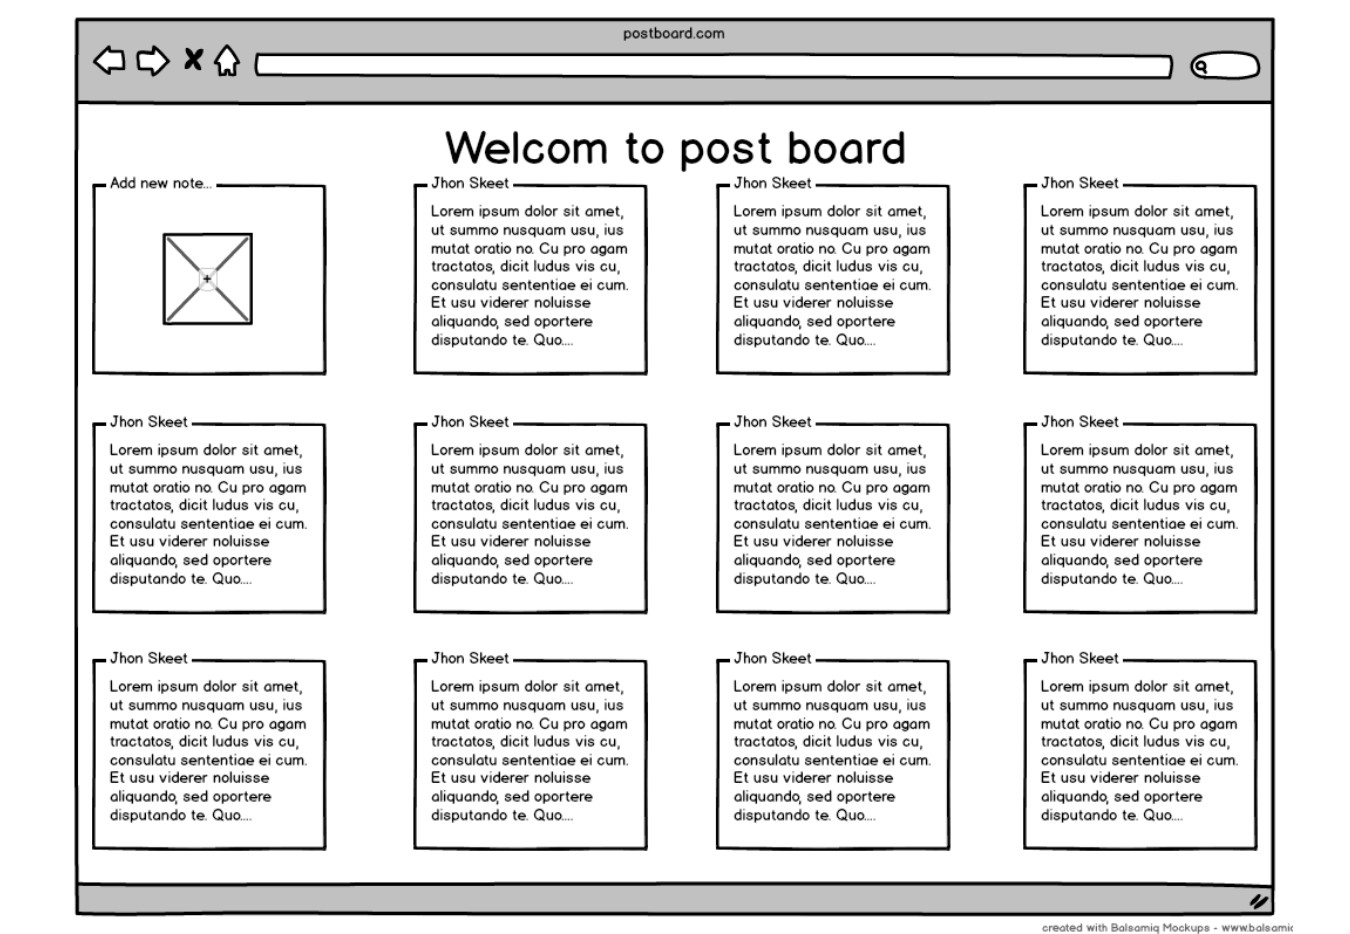 postboard.com
Welcom to post board
Add new note...
Jhon Skeet
Lorem ipsum dolor sit amet,
ut summo nusquam usu, ius
mutat oratio no. Cu pro agam
tractatos, dicit ludus vis cu,
consulatu sententiae ei cum.
Et usu viderer noluisse
aliquando, sed oportere
disputando te. Quo....
Jhon Skeet
Lorem ipsum dolor sit amet,
ut summo nusquam usu, ius
mutat oratio no. Cu pro agam
tractatos, dicit ludus vis cu,
consulatu sententiae ei cum.
Et usu viderer noluisse
aliquando, sed oportere
disputando te. Quo....
Jhon Skeet
Lorem ipsum dolor sit amet,
ut summo nusquam usu, ius
mutat oratio no. Cu pro agam
tractatos, dicit ludus vis cu,
consulatu sententiae ei cum.
Et usu viderer noluisse
aliquando, sed oportere
disputando te. Quo....
Jhon Skeet
Lorem ipsum dolor sit amet,
ut summo nusquam usu, ius
mutat oratio no. Cu pro agam
tractatos, dicit ludus vis cu,
consulatu sententiae ei cum.
Et usu viderer noluisse
aliquando, sed oportere
disputando te. Quo....
Jhon Skeet
Lorem ipsum dolor sit amet,
ut summo nusquam usu, ius
mutat oratio no. Cu pro agam
tractatos, dicit ludus vis cu,
consulatu sententiae ei cum.
Et usu viderer noluisse
aliquando, sed oportere
disputando te. Quo....
Jhon Skeet
Lorem ipsum dolor sit amet,
ut summo nusquam usu, ius
mutat oratio no. Cu pro agam
tractatos, dicit ludus vis cu,
consulatu sententiae ei cum.
Et usu viderer noluisse
aliquando, sed oportere
disputando te. Quo....
Jhon Skeet
Lorem ipsum dolor sit amet,
ut summo nusquam usu, ius
mutat oratio no. Cu pro agam
tractatos, dicit ludus vis cu,
consulatu sententiae ei cum.
Et usu viderer noluisse
aliquando, sed oportere
disputando te. Quo....
Jhon Skeet
Lorem ipsum dolor sit amet,
ut summo nusquam usu, ius
mutat oratio no. Cu pro agam
tractatos, dicit ludus vis cu,
consulatu sententiae ei cum.
Et usu viderer noluisse
aliquando, sed oportere
disputando te. Quo....
Jhon Skeet
Lorem ipsum dolor sit amet,
ut summo nusquam usu, ius
mutat oratio no. Cu pro agam
tractatos, dicit ludus vis cu,
consulatu sententiae ei cum.
Et usu viderer noluisse
aliquando, sed oportere
disputando te. Quo....
Jhon Skeet
Lorem ipsum dolor sit amet,
ut summo nusquam usu, ius
mutat oratio no. Cu pro agam
tractatos, dicit ludus vis cu,
consulatu sententiae ei cum.
Et usu viderer noluisse
aliquando, sed oportere
disputando te. Quo....
Jhon Skeet
Lorem ipsum dolor sit amet,
ut summo nusquam usu, ius
mutat oratio no. Cu pro agam
tractatos, dicit ludus vis cu,
consulatu sententiae ei cum.
Et usu viderer noluisse
aliquando, sed oportere
disputando te. Quo....
created with Balsamiq Mockups - www.balsamic